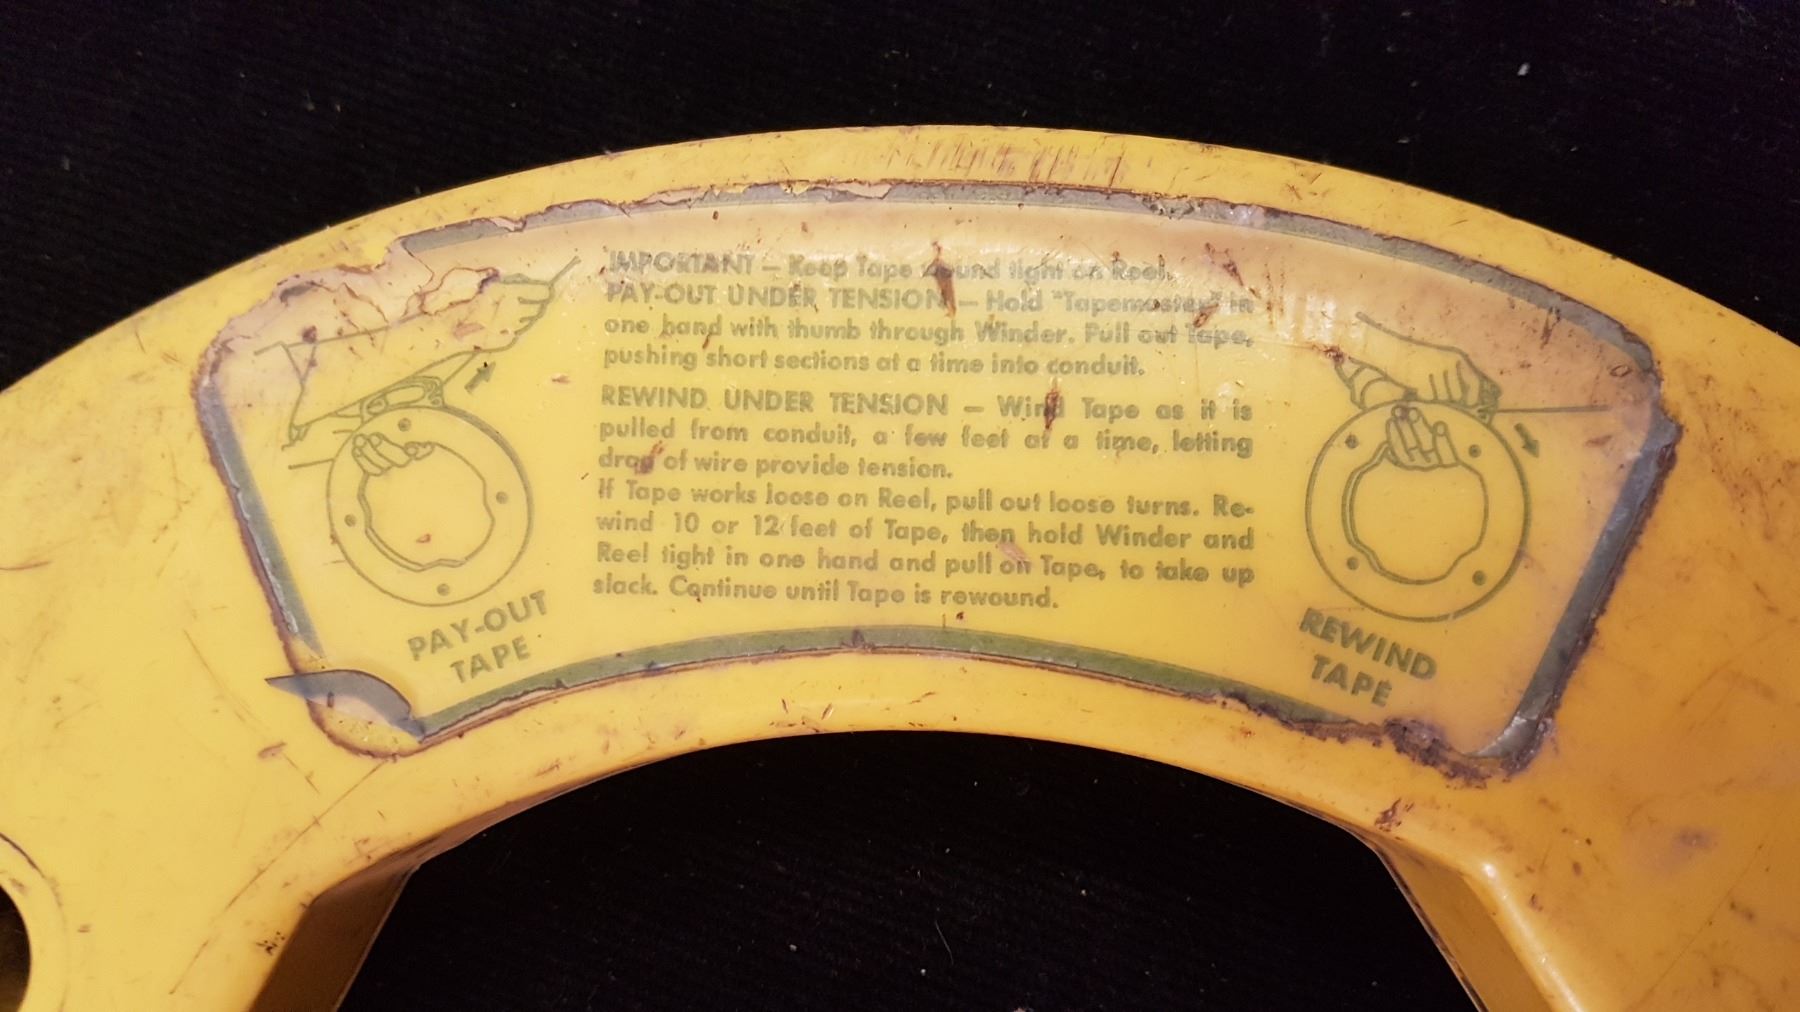 IMPORTANT – Keep Tape wound tight on Reel.
PAY-OUT UNDER TENSION – Hold "Tapemaster" in
one hand with thumb through Winder. Pull out Tape,
pushing short sections at a time into conduit.
REWIND UNDER TENSION – Wind Tape as it is
pulled from conduit, a few feet at a time, letting
drag of wire provide tension.
If Tape works loose on Reel, pull out loose turns. Re-
wind 10 or 12 feet of Tape, then hold Winder and
Reel tight in one hand and pull on Tape, to take up
slack. Continue until Tape is rewound.
PAY-OUT
TAPE
REWIND
TAPE